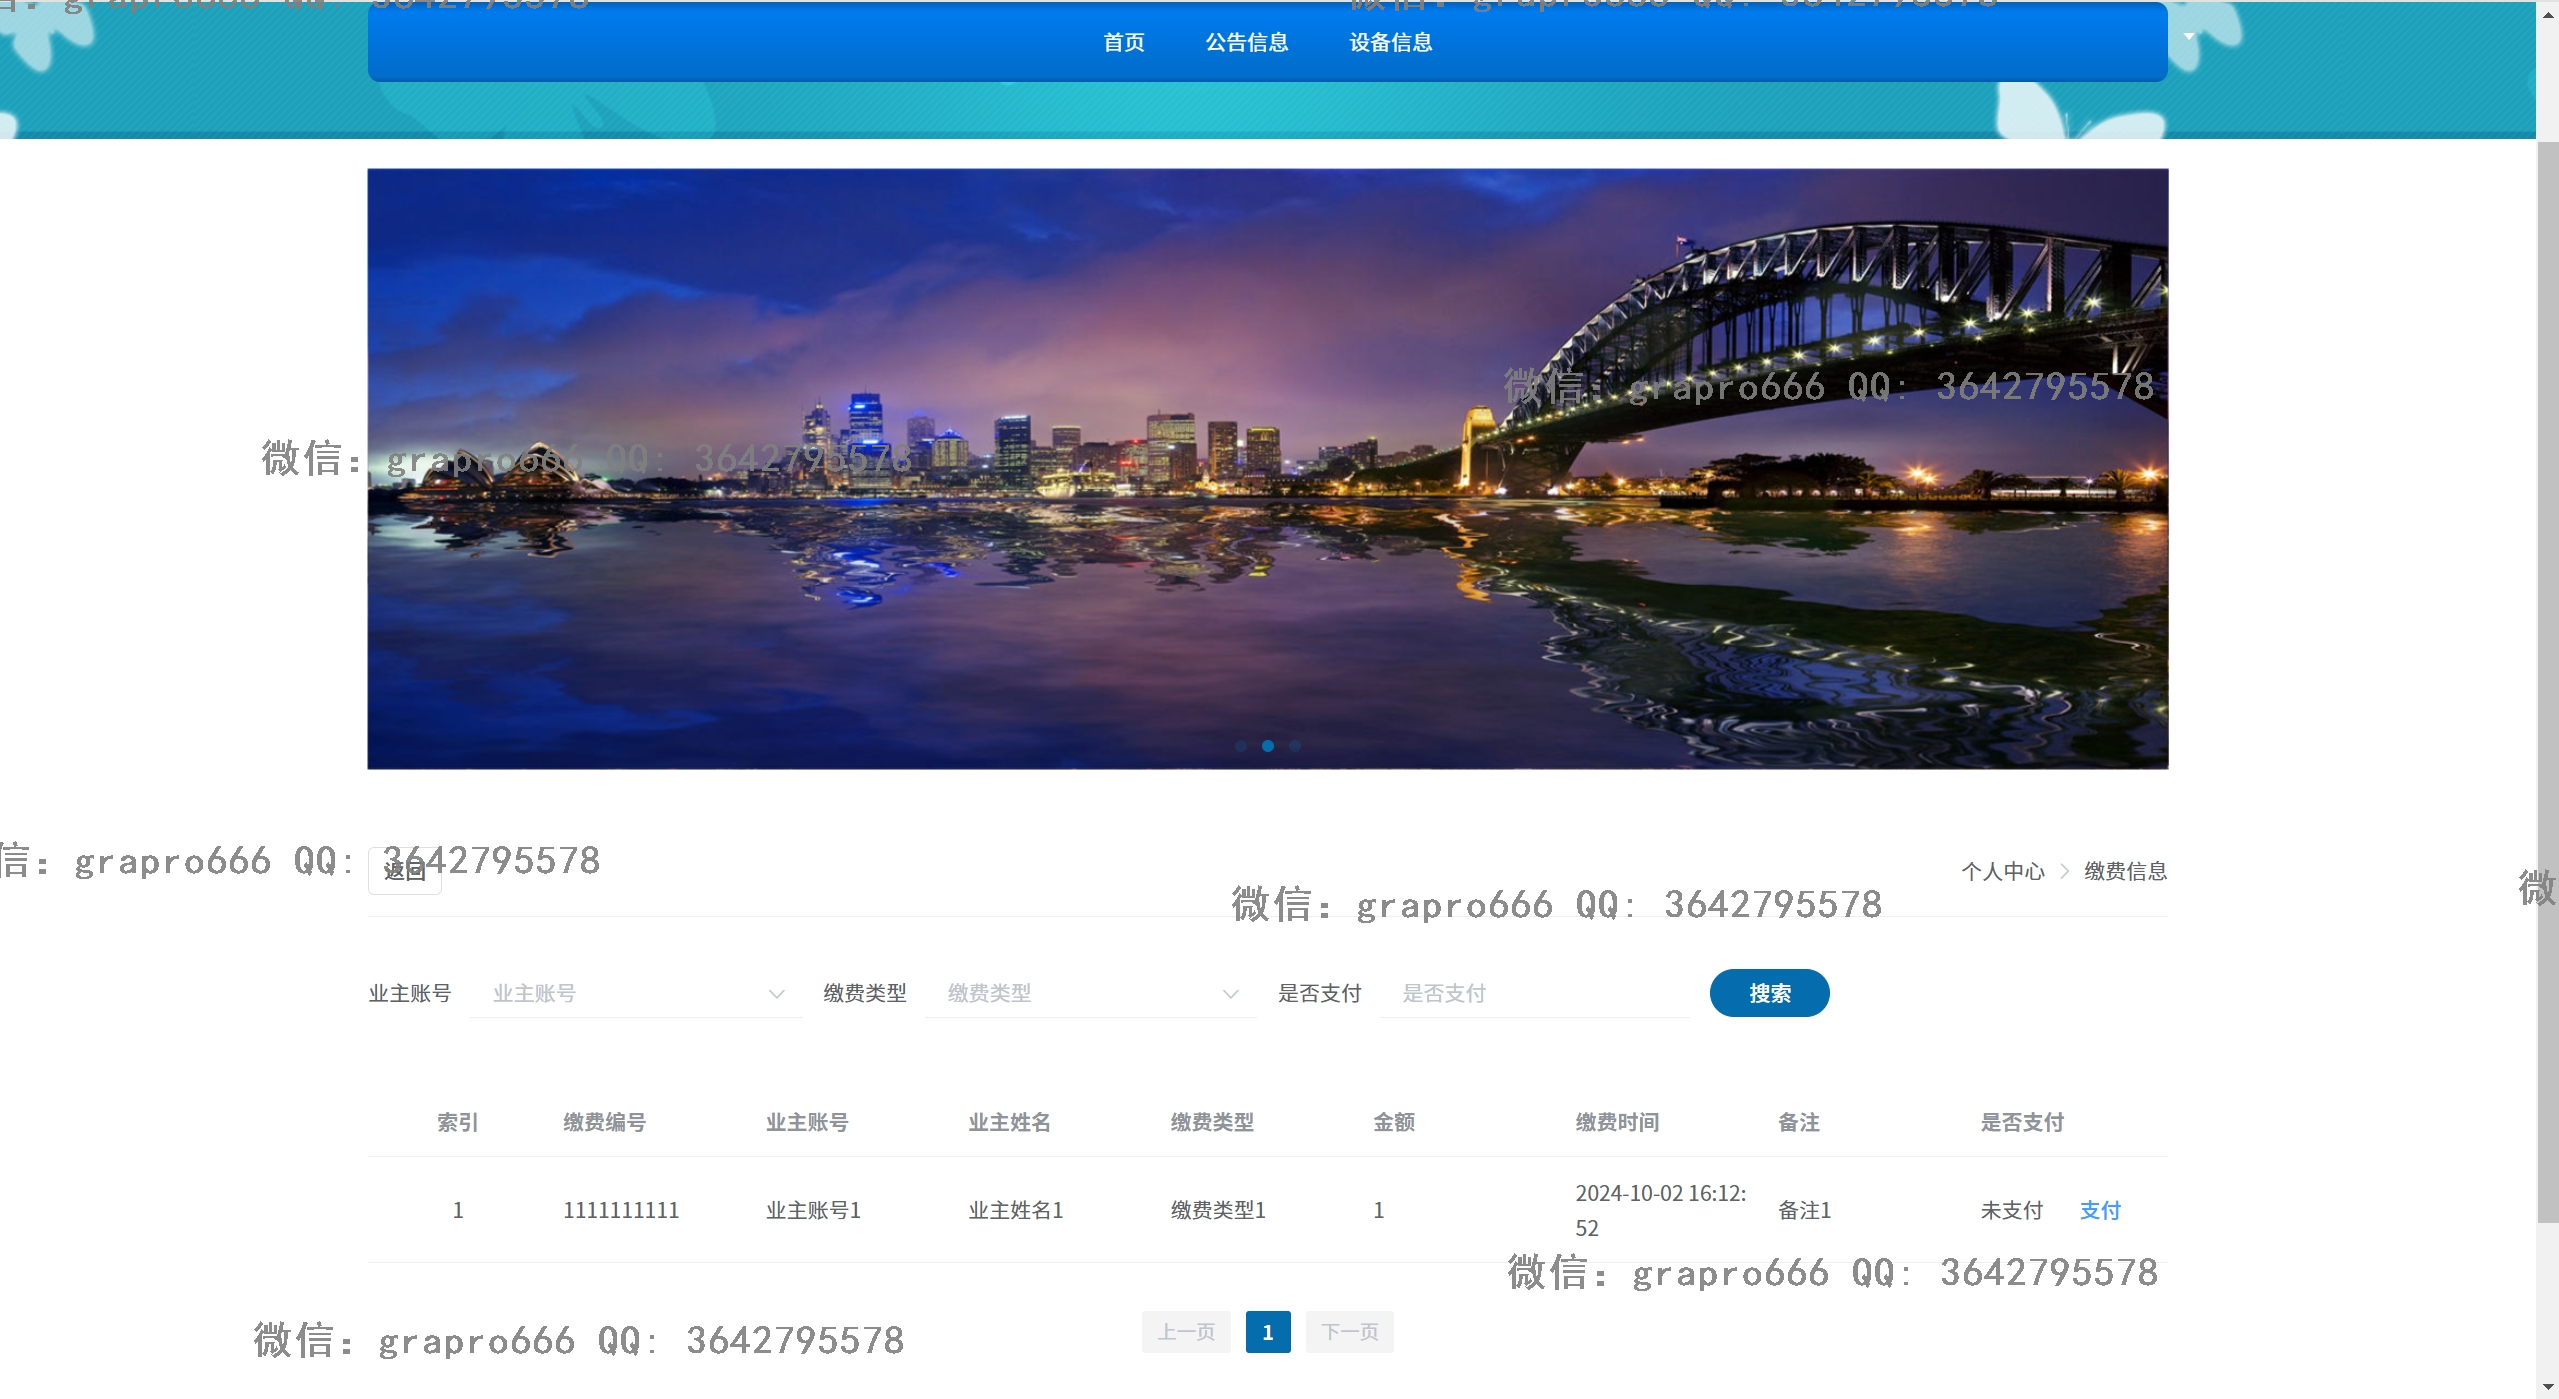 首页 公告信息 设备信息
微信: grapro666 QQ: 3642795578
微信: grapro666 QQ: 3642795578
信: grapro666 QQ: 3642795578
返回
个人中心 > 缴费信息
微信: grapro666 QQ: 3642795578
微
业主账号 业主账号 缴费类型 缴费类型 是否支付 是否支付 搜索
索引 缴费编号 业主账号 业主姓名 缴费类型 金额 缴费时间 备注 是否支付
1 1111111111 业主账号1 业主姓名1 缴费类型1 1 2024-10-02 16:12:52 备注1 未支付 支付
微信: grapro666 QQ: 3642795578
微信: grapro666 QQ: 3642795578
上一页 1 下一页